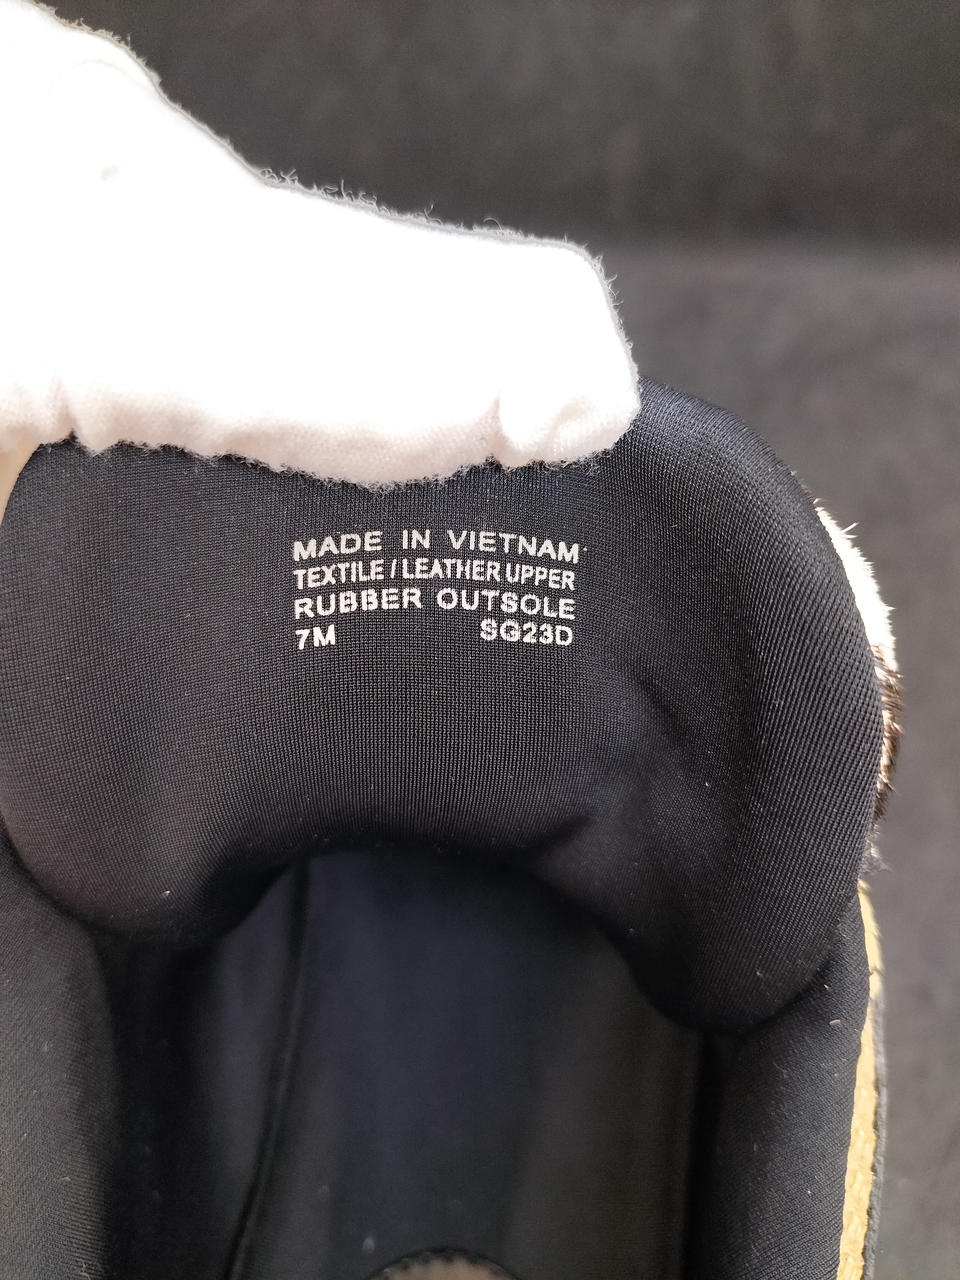 MADE IN VIETNAM
TEXTILE / LEATHER UPPER
RUBBER OUTSOLE
7M SG23D